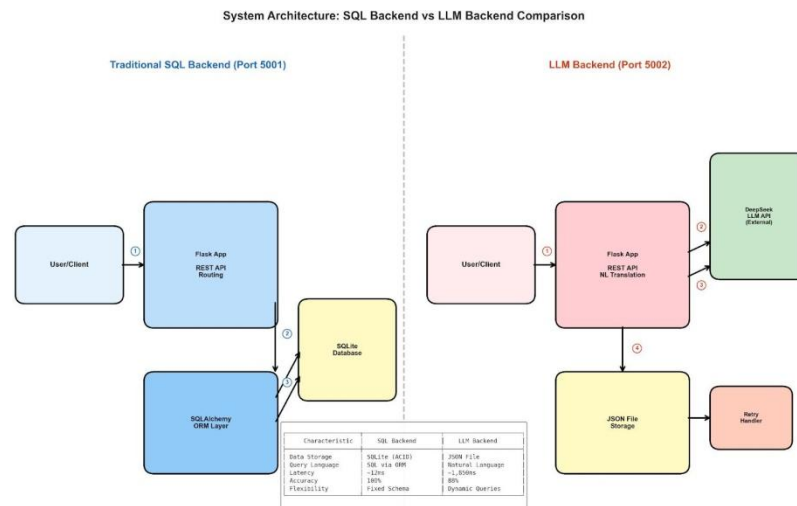 System Architecture: SQL Backend vs LLM Backend Comparison
Traditional SQL Backend (Port 5001)
LLM Backend (Port 5002)
User/Client
1
Flask App
REST API
Routing
2
3
SQLite
Database
SQLAlchemy
ORM Layer
User/Client
1
Flask App
REST API
NL Translation
2
3
DeepSeek
LLM API
(External)
4
JSON File
Storage
Retry
Handler
Characteristic | SQL Backend | LLM Backend
Data Storage | SQLite (ACID) | JSON File
Query Language | SQL via ORM | Natural Language
Latency | ~12ms | ~1,850ms
Accuracy | 100% | 88%
Flexibility | Fixed Schema | Dynamic Queries